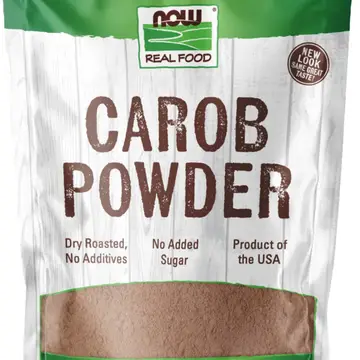 NOW
REAL FOOD
NEW
LOOK
SAME GREAT
TASTE!
CAROB
POWDER
Dry Roasted,
No Additives
No Added
Sugar
Product of
the USA